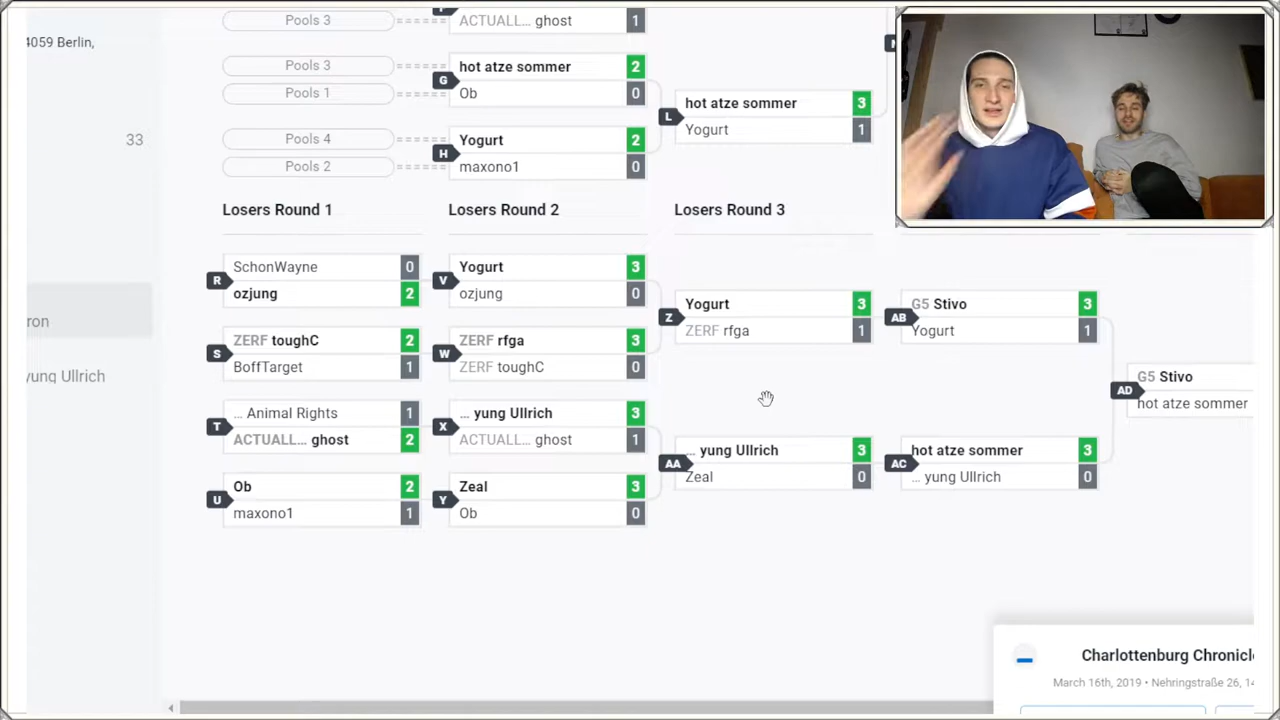 4059 Berlin,
33
ron
yung Ullrich
Pools 3
ACTUALL... ghost 1
Pools 3
Pools 1
G
hot atze sommer 2
Ob 0
Pools 4
Pools 2
H
Yogurt 2
maxono1 0
L
hot atze sommer 3
Yogurt 1
Losers Round 1
Losers Round 2
Losers Round 3
R
SchonWayne 0
ozjung 2
V
Yogurt 3
ozjung 0
S
ZERF toughC 2
BoffTarget 1
W
ZERF rfga 3
ZERF toughC 0
Z
Yogurt 3
ZERF rfga 1
AB
G5 Stivo 3
Yogurt 1
T
... Animal Rights 1
ACTUALL... ghost 2
X
... yung Ullrich 3
ACTUALL... ghost 1
AD
G5 Stivo
hot atze sommer
U
Ob 2
maxono1 1
Y
Zeal 3
Ob 0
AA
... yung Ullrich 3
Zeal 0
AC
hot atze sommer 3
... yung Ullrich 0
Charlottenburg Chronicl
March 16th, 2019 • Nehringstraße 26, 14